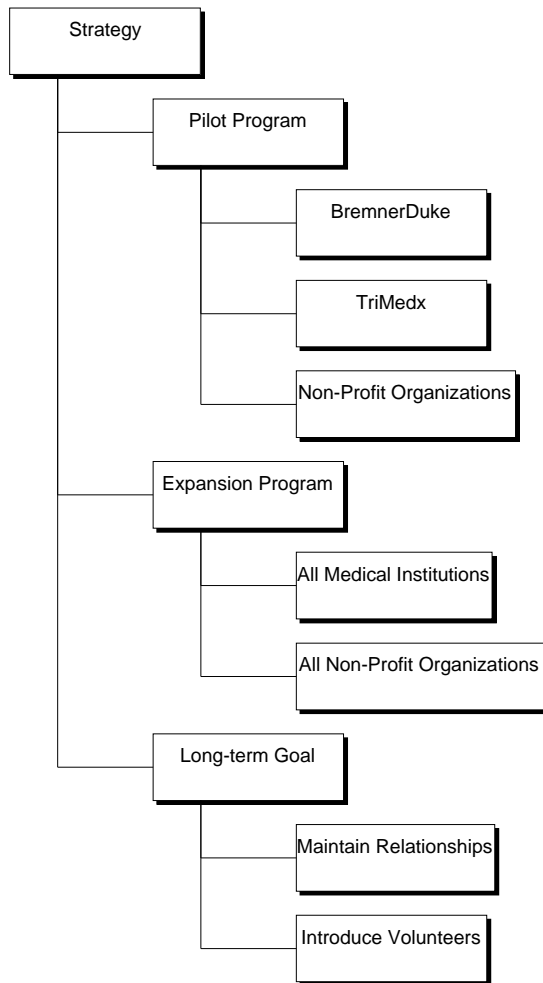 Strategy
Pilot Program
BremnerDuke
TriMedx
Non-Profit Organizations
Expansion Program
All Medical Institutions
All Non-Profit Organizations
Long-term Goal
Maintain Relationships
Introduce Volunteers